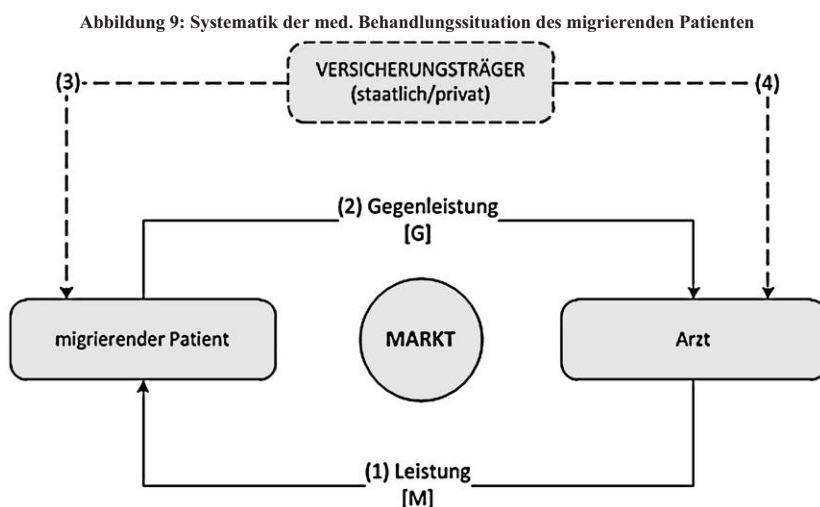 Abbildung 9: Systematik der med. Behandlungssituation des migrierenden Patienten
(3)
VERSICHERUNGSTRÄGER
(staatlich/privat)
(4)
(2) Gegenleistung
[G]
migrierender Patient
MARKT
Arzt
(1) Leistung
[M]